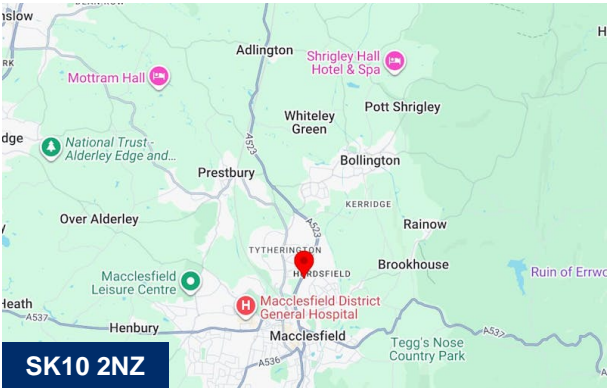 nslow
Adlington
Shrigley Hall
Hotel & Spa
RK
Mottram Hall
A523
Whiteley
Green
Pott Shrigley
dge
National Trust -
Alderley Edge and...
Bollington
Prestbury
KERRIDGE
Over Alderley
A523
Rainow
TYTHERINGTON
Brookhouse
Macclesfield
Leisure Centre
Ruin of Errwo
H
Macclesfield District
General Hospital
Heath
A537
Henbury
Macclesfield
A537
Tegg's Nose
Country Park
A536
SK10 2NZ